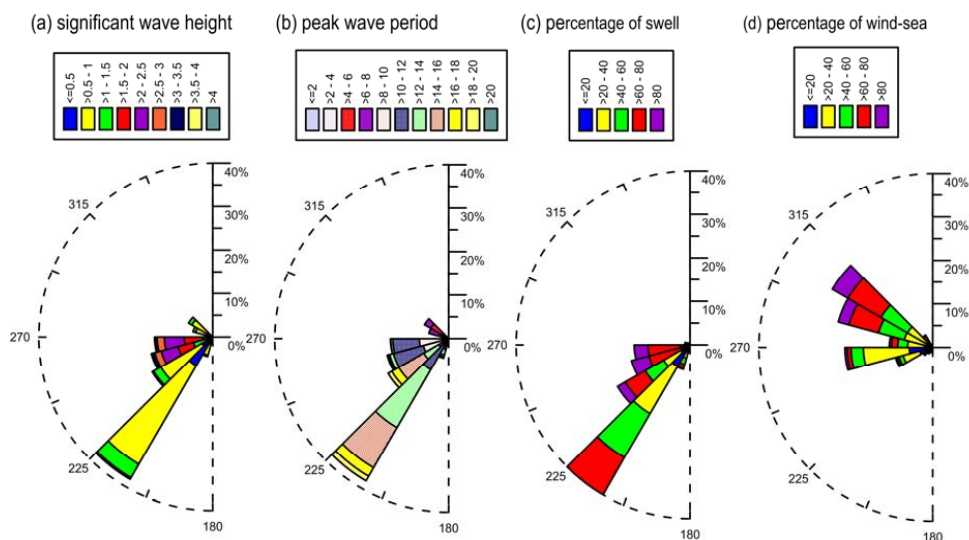 (a) significant wave height
<=0.5
>0.5 - 1
>1 - 1.5
>1.5 - 2
>2 - 2.5
>2.5 - 3
>3 - 3.5
>3.5 - 4
>4
40%
30%
20%
10%
0%
315
270
225
180
(b) peak wave period
<=2
>2 - 4
>4 - 6
>6 - 8
>8 - 10
>10 - 12
>12 - 14
>14 - 16
>16 - 18
>18 - 20
>20
40%
30%
20%
10%
0%
315
270
225
180
(c) percentage of swell
<=20
>20 - 40
>40 - 60
>60 - 80
>80
40%
30%
20%
10%
0%
315
270
225
180
(d) percentage of wind-sea
<=20
>20 - 40
>40 - 60
>60 - 80
>80
40%
30%
20%
10%
0%
315
270
225
180